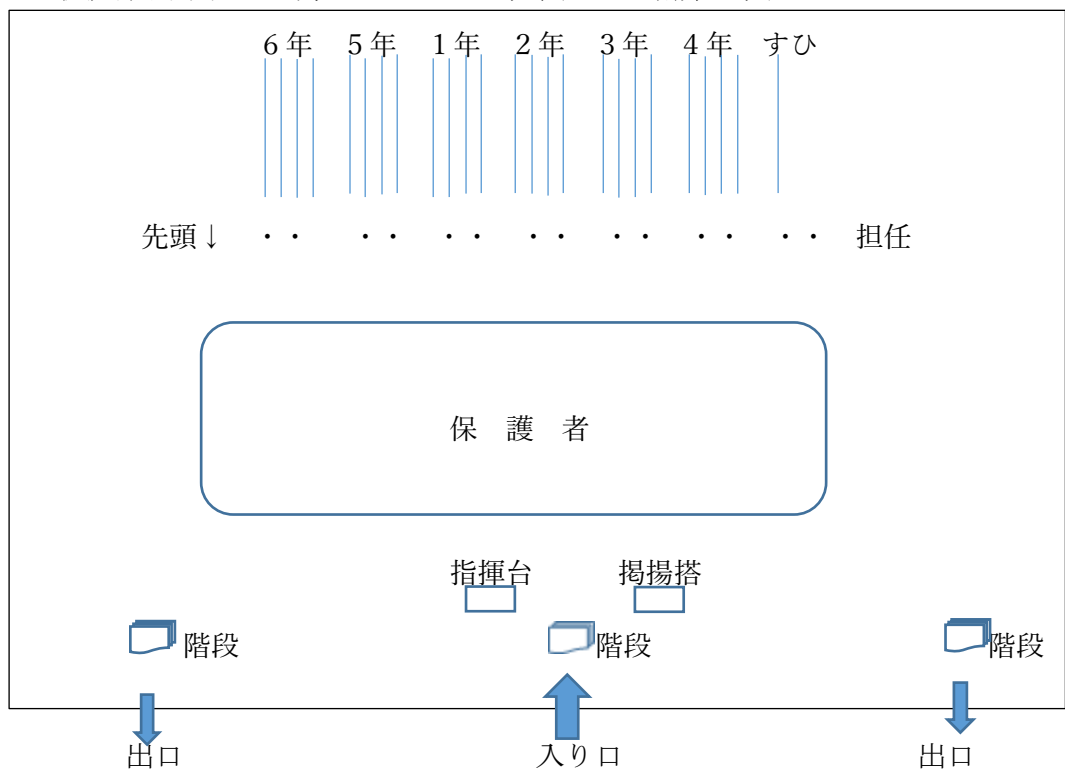 ６年　５年　１年　２年　３年　４年　すひ
先頭↓　・・　・・　・・　・・　・・　・・　・・　担任
保　護　者
指揮台　掲揚搭
階段　階段　階段
出口　入り口　出口